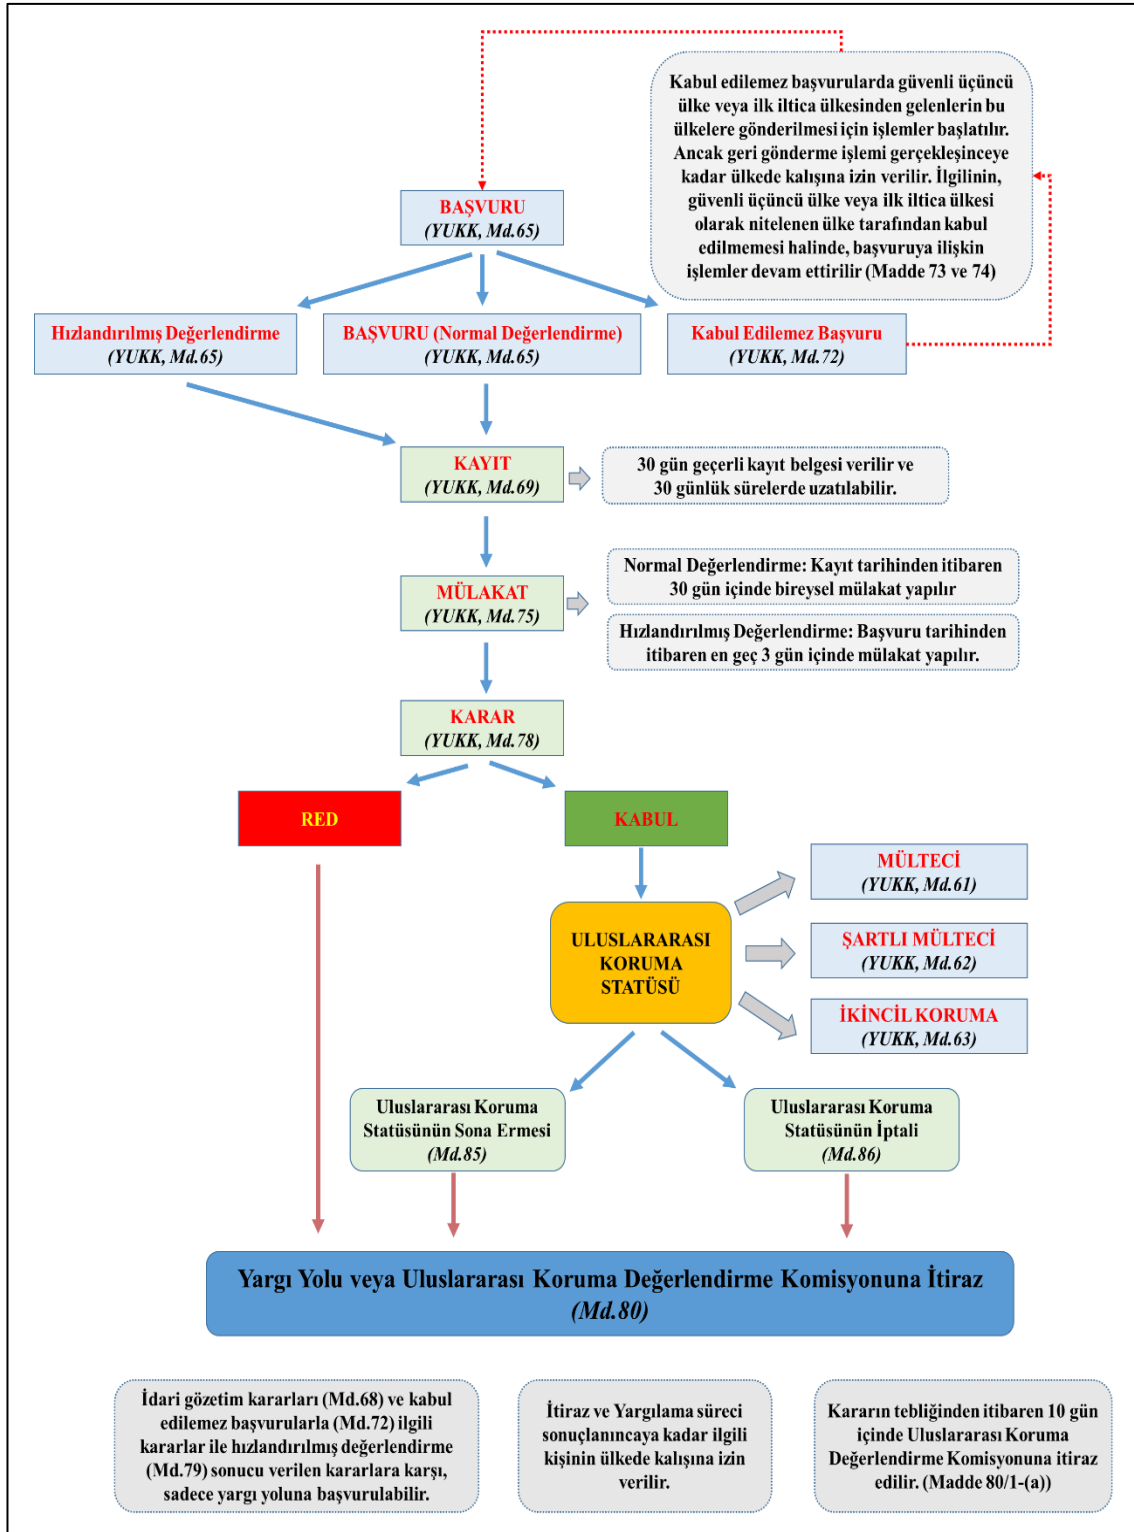 Kabul edilemez başvurularda güvenli üçüncü
ülke veya ilk iltica ülkesinden gelenlerin bu
ülkelere gönderilmesi için işlemler başlatılır.
Ancak geri gönderme işlemi gerçekleşinceye
kadar ülkede kalışına izin verilir. İlgilinin,
güvenli üçüncü ülke veya ilk iltica ülkesi
olarak nitelenen ülke tarafından kabul
edilmemesi halinde, başvuruya ilişkin
işlemler devam ettirilir (Madde 73 ve 74)
BAŞVURU
(YUKK, Md.65)
Hızlandırılmış Değerlendirme
(YUKK, Md.65)
BAŞVURU (Normal Değerlendirme)
(YUKK, Md.65)
Kabul Edilemez Başvuru
(YUKK, Md.72)
KAYIT
(YUKK, Md.69)
30 gün geçerli kayıt belgesi verilir ve
30 günlük sürelerde uzatılabilir.
MÜLAKAT
(YUKK, Md.75)
Normal Değerlendirme: Kayıt tarihinden itibaren
30 gün içinde bireysel mülakat yapılır
Hızlandırılmış Değerlendirme: Başvuru tarihinden
itibaren en geç 3 gün içinde mülakat yapılır.
KARAR
(YUKK, Md.78)
RED
KABUL
ULUSLARARASI
KORUMA
STATÜSÜ
MÜLTECİ
(YUKK, Md.61)
ŞARTLI MÜLTECİ
(YUKK, Md.62)
İKİNCİL KORUMA
(YUKK, Md.63)
Uluslararası Koruma
Statüsünün Sona Ermesi
(Md.85)
Uluslararası Koruma
Statüsünün İptali
(Md.86)
Yargı Yolu veya Uluslararası Koruma Değerlendirme Komisyonuna İtiraz
(Md.80)
İdari gözetim kararları (Md.68) ve kabul
edilemez başvurularla (Md.72) ilgili
kararlar ile hızlandırılmış değerlendirme
(Md.79) sonucu verilen kararlara karşı,
sadece yargı yoluna başvurulabilir.
İtiraz ve Yargılama süreci
sonuçlanıncaya kadar ilgili
kişinin ülkede kalışına izin
verilir.
Kararın tebliğinden itibaren 10 gün
içinde Uluslararası Koruma
Değerlendirme Komisyonuna itiraz
edilir. (Madde 80/1-(a))